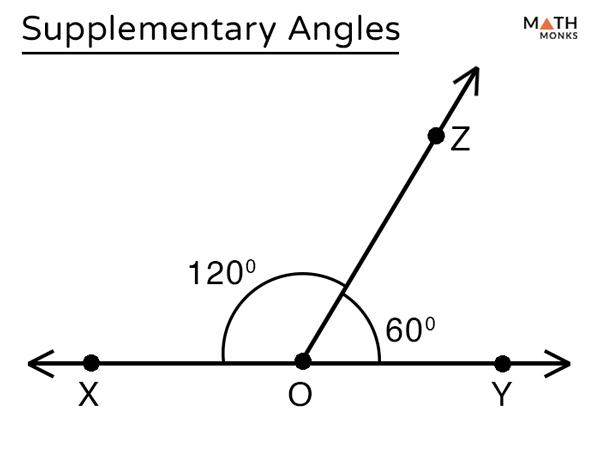 Supplementary Angles
MATH
MONKS
Z
120⁰
60⁰
X
O
Y